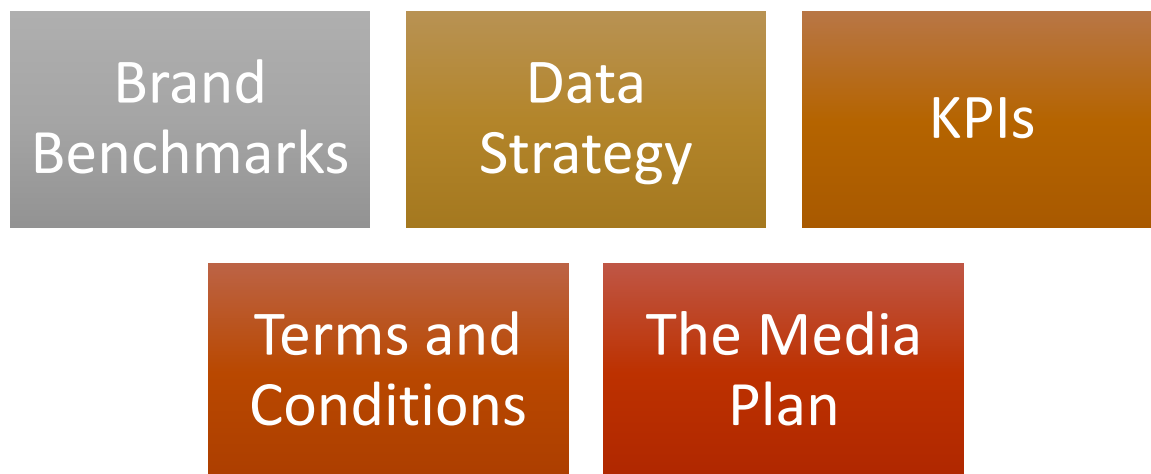 Brand
Benchmarks
Data
Strategy
KPIs
Terms and
Conditions
The Media
Plan